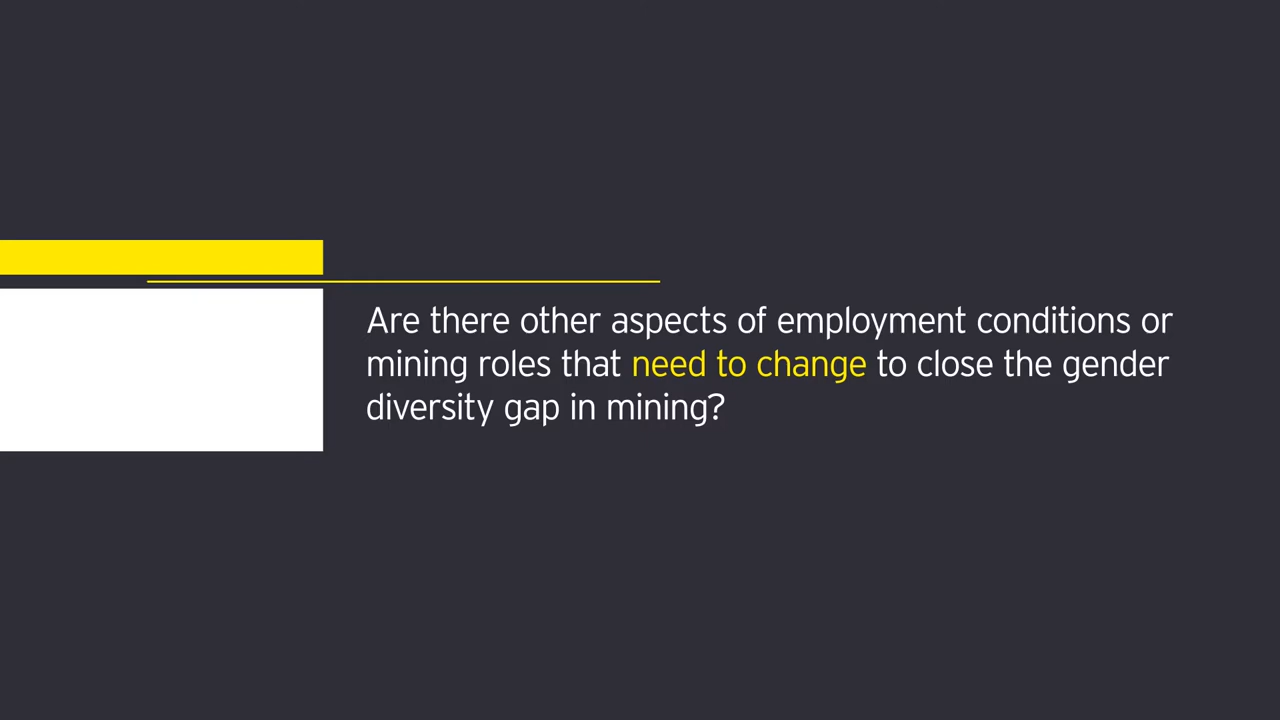 Are there other aspects of employment conditions or
mining roles that need to change to close the gender
diversity gap in mining?